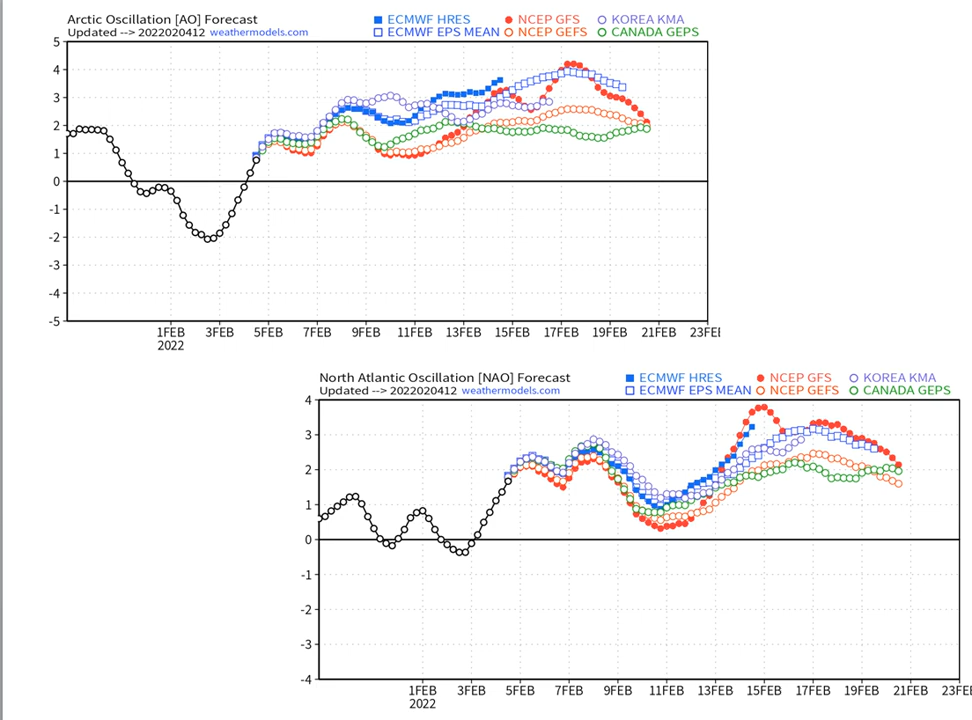 Arctic Oscillation [AO] Forecast
Updated --> 2022020412 weathermodels.com
ECMWF HRES NCEP GFS KOREA KMA
ECMWF EPS MEAN NCEP GEFS CANADA GEPS
5
4
3
2
1
0
-1
-2
-3
-4
-5
1FEB 3FEB 5FEB 7FEB 9FEB 11FEB 13FEB 15FEB 17FEB 19FEB 21FEB 23FE
2022
North Atlantic Oscillation [NAO] Forecast
Updated --> 2022020412 weathermodels.com
ECMWF HRES NCEP GFS KOREA KMA
ECMWF EPS MEAN NCEP GEFS CANADA GEPS
4
3
2
1
0
-1
-2
-3
-4
1FEB 3FEB 5FEB 7FEB 9FEB 11FEB 13FEB 15FEB 17FEB 19FEB 21FEB 23FE
2022